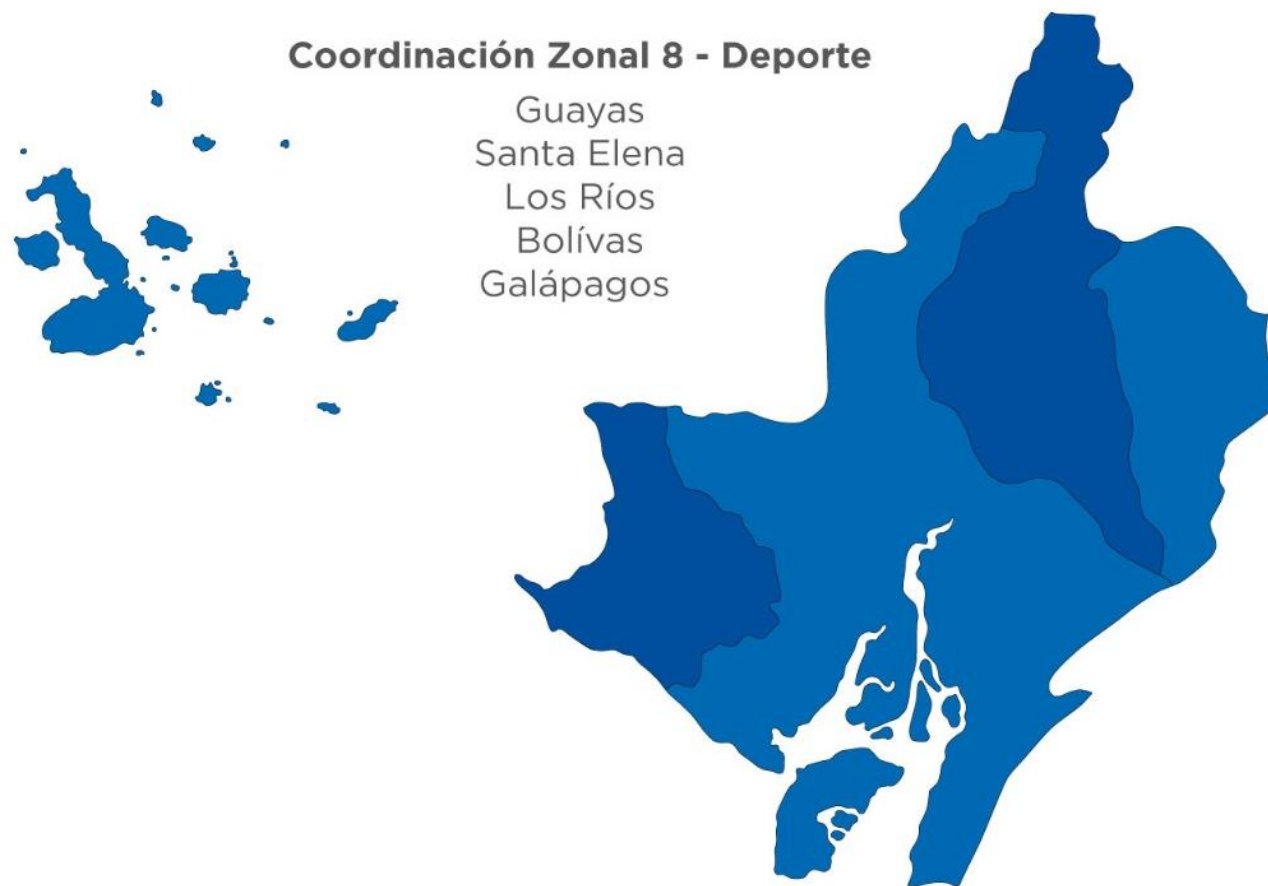 Coordinación Zonal 8 - Deporte
Guayas
Santa Elena
Los Ríos
Bolívas
Galápagos